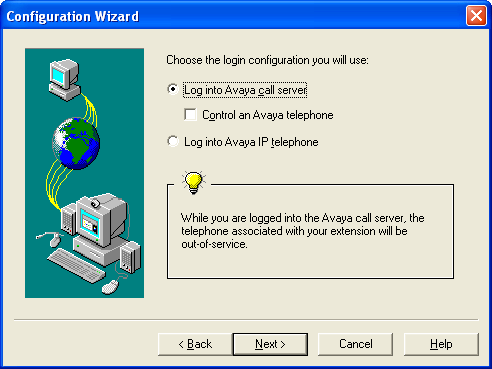 Configuration Wizard
Choose the login configuration you will use:
Log into Avaya call server
Control an Avaya telephone
Log into Avaya IP telephone
While you are logged into the Avaya call server, the
telephone associated with your extension will be
out-of-service.
< Back
Next >
Cancel
Help